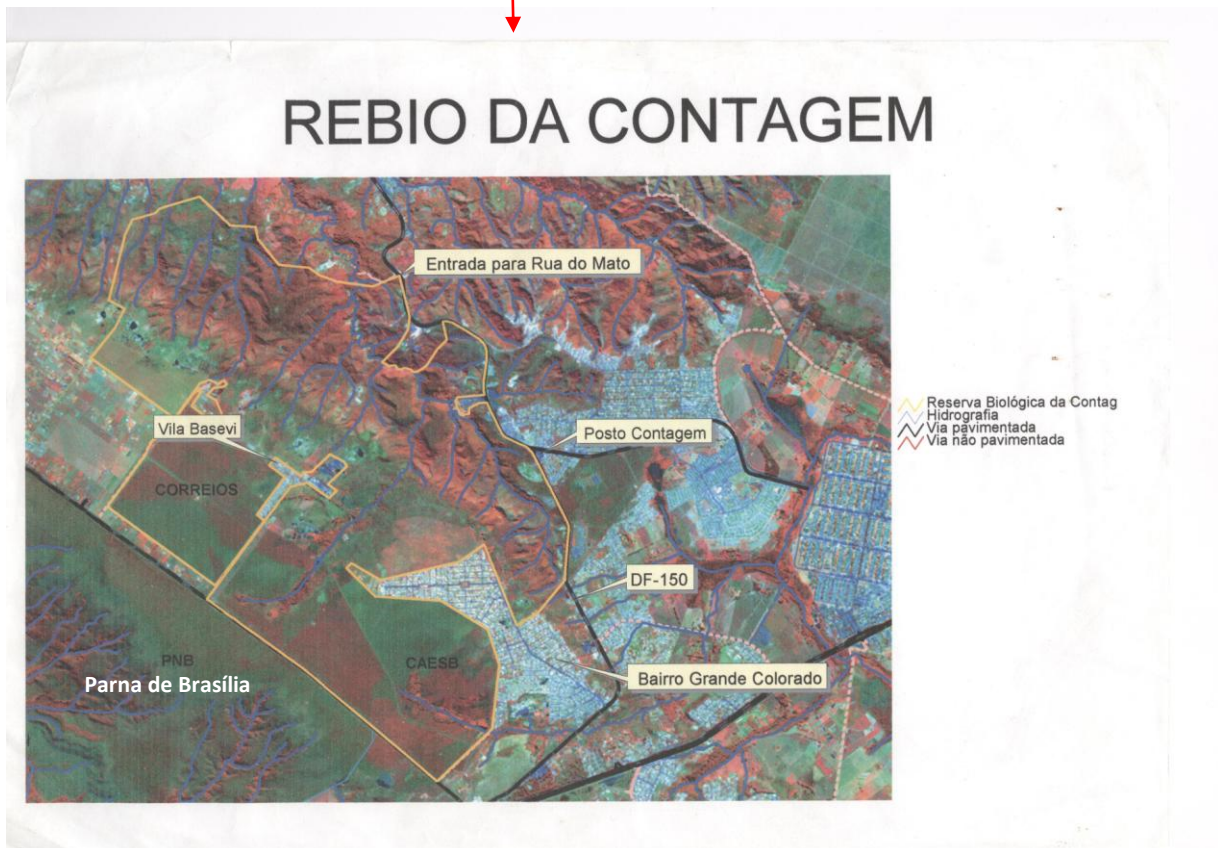 REBIO DA CONTAGEM
Entrada para Rua do Mato
Vila Basevi
Posto Contagem
CORREIOS
DF-150
PNB
CAESB
Parna de Brasília
Bairro Grande Colorado
Reserva Biológica da Contag
Hidrografia
Via pavimentada
Via não pavimentada